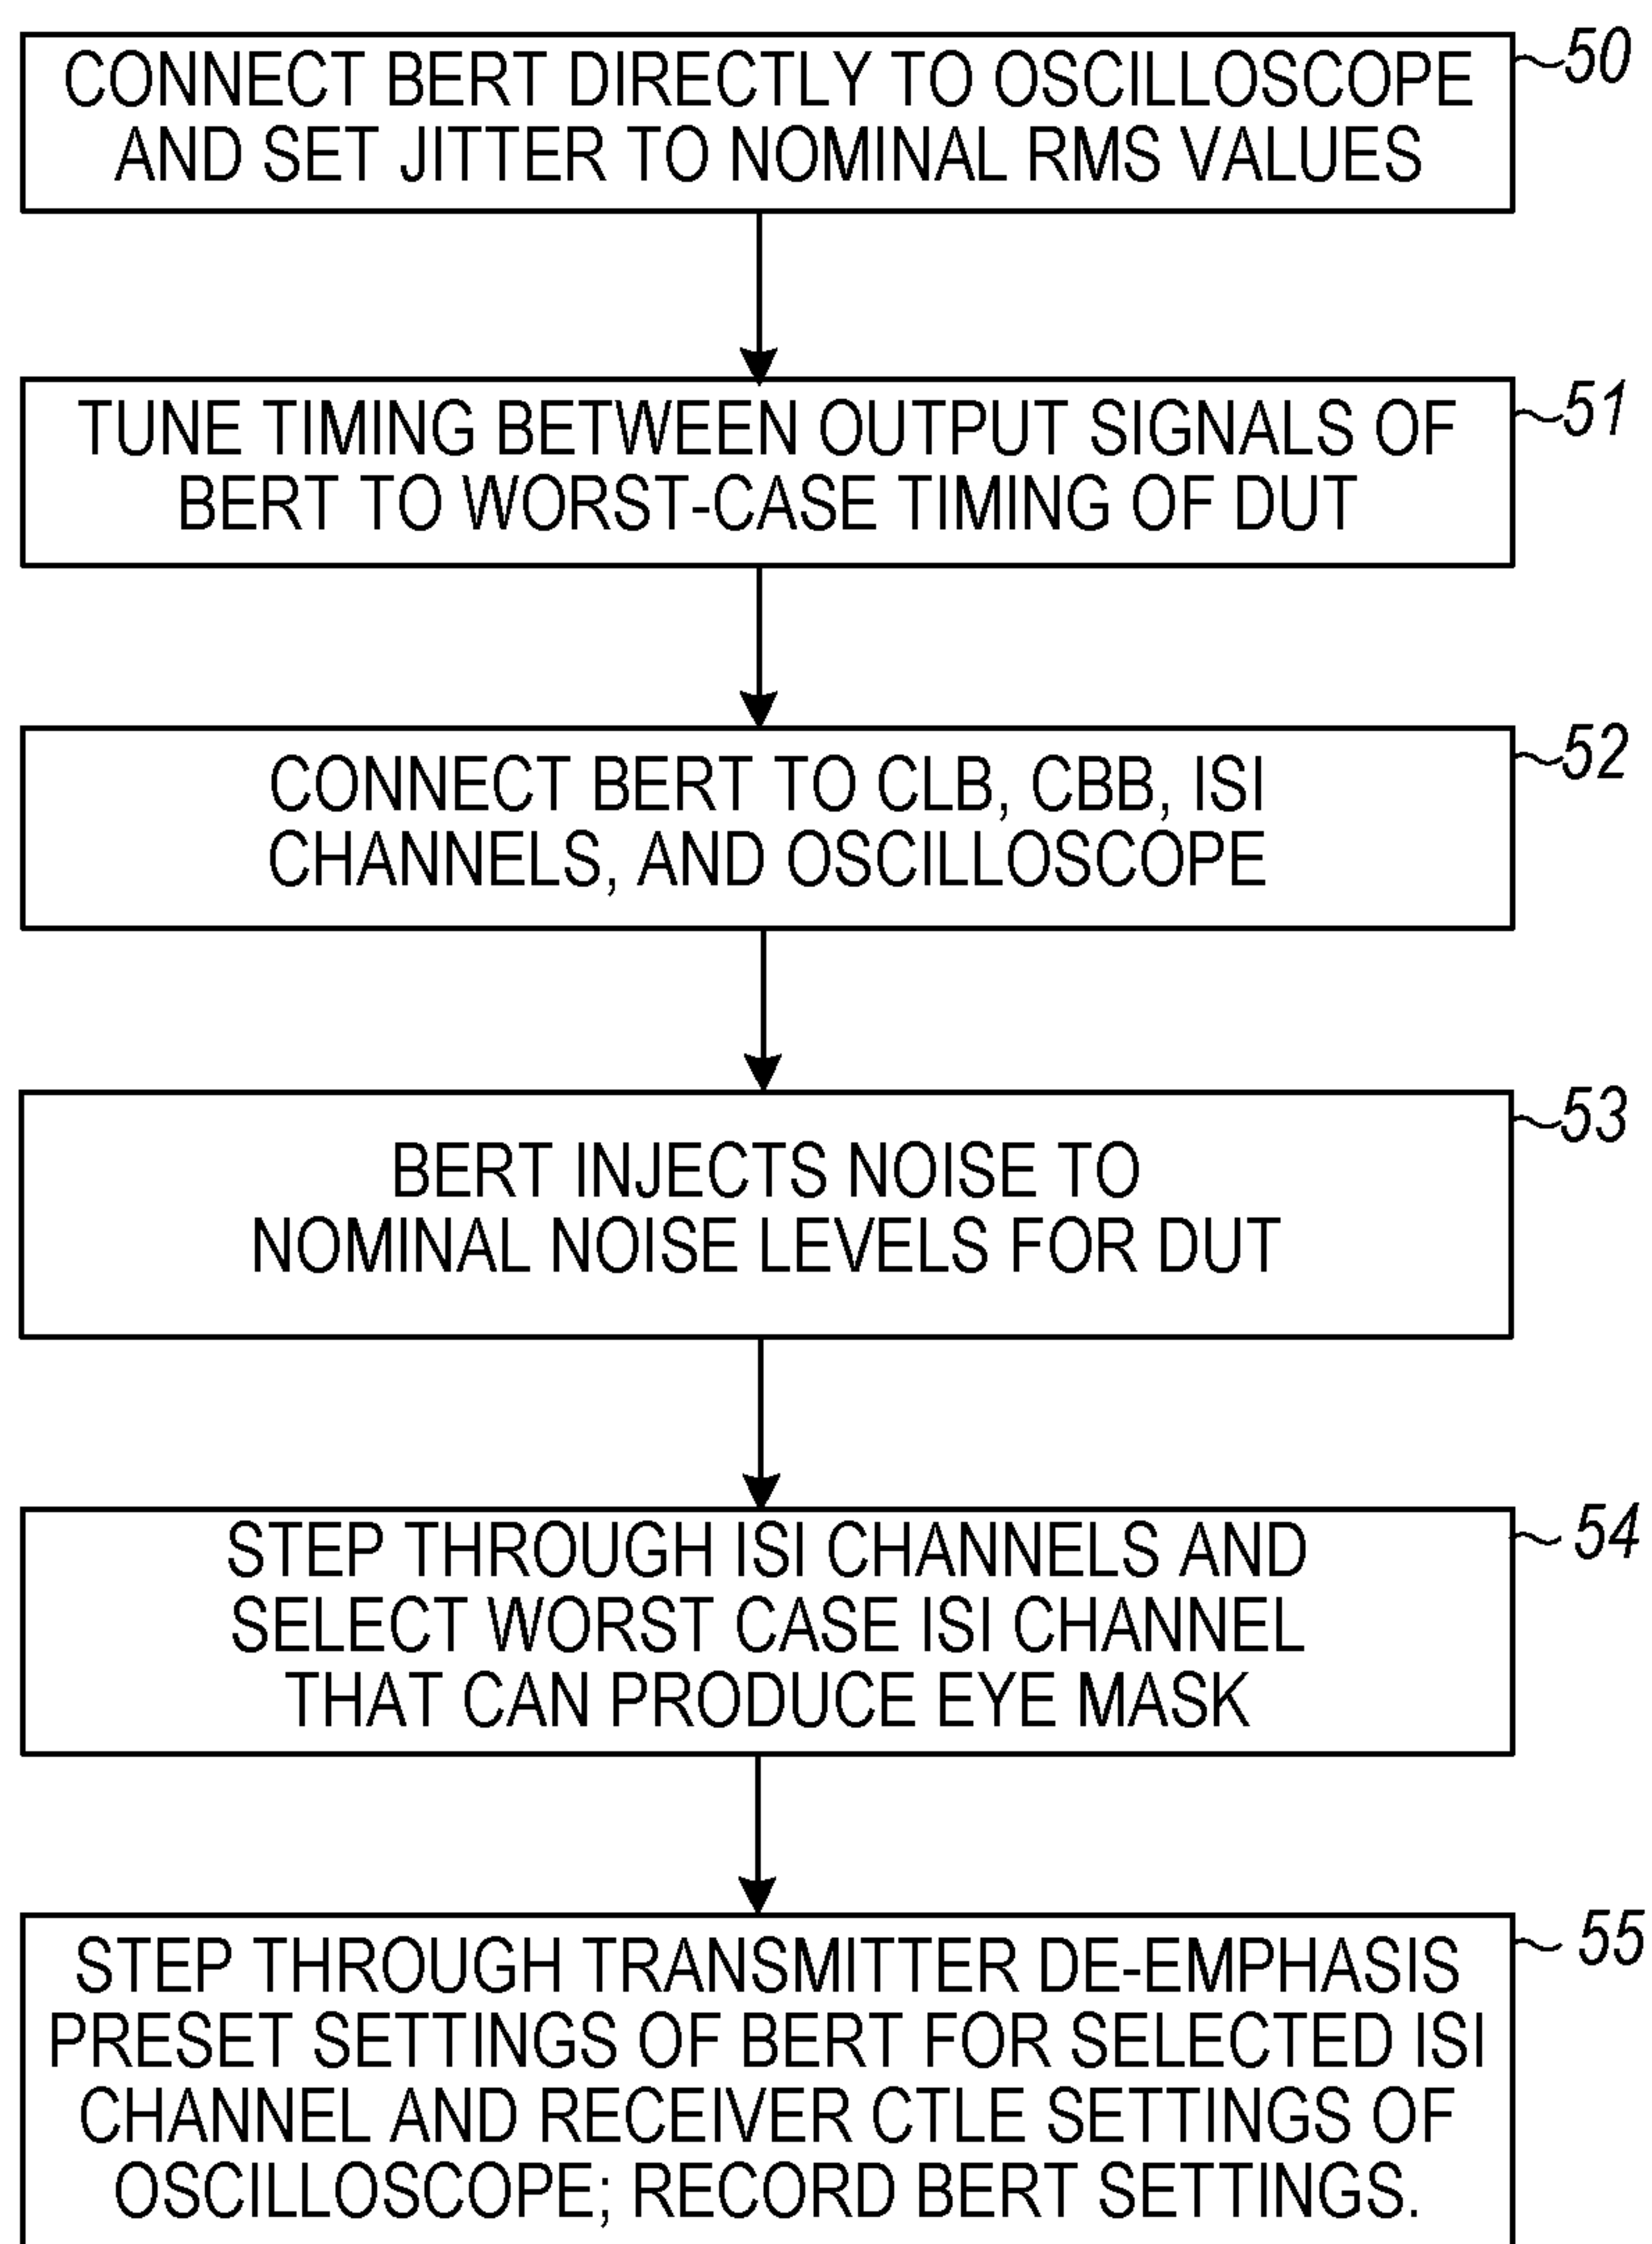 CONNECT BERT DIRECTLY TO OSCILLOSCOPE
AND SET JITTER TO NOMINAL RMS VALUES
50
TUNE TIMING BETWEEN OUTPUT SIGNALS OF
BERT TO WORST-CASE TIMING OF DUT
51
CONNECT BERT TO CLB, CBB, ISI
CHANNELS, AND OSCILLOSCOPE
52
BERT INJECTS NOISE TO
NOMINAL NOISE LEVELS FOR DUT
53
STEP THROUGH ISI CHANNELS AND
SELECT WORST CASE ISI CHANNEL
THAT CAN PRODUCE EYE MASK
54
STEP THROUGH TRANSMITTER DE-EMPHASIS
PRESET SETTINGS OF BERT FOR SELECTED ISI
CHANNEL AND RECEIVER CTLE SETTINGS OF
OSCILLOSCOPE; RECORD BERT SETTINGS.
55